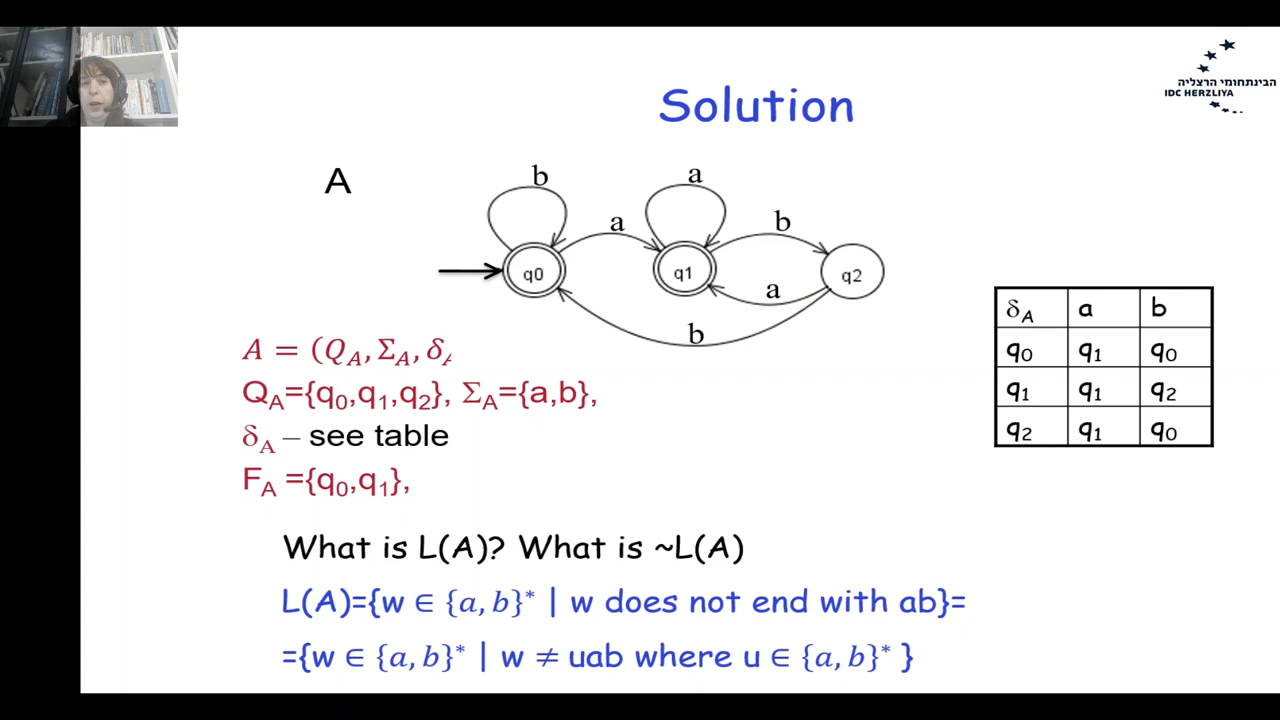 הבינתחומי הרצליה
IDC HERZLIYA
Solution
A
b
a
a
b
q0
q1
q2
a
b
A = (Q_A, Σ_A, δ_A
Q_A={q₀,q₁,q₂}, Σ_A={a,b},
δ_A – see table
F_A ={q₀,q₁},
δ_A a b
q₀ q₁ q₀
q₁ q₁ q₂
q₂ q₁ q₀
What is L(A)? What is ~L(A)
L(A)={w ∈ {a, b}* | w does not end with ab}=
={w ∈ {a, b}* | w ≠ uab where u ∈ {a, b}* }